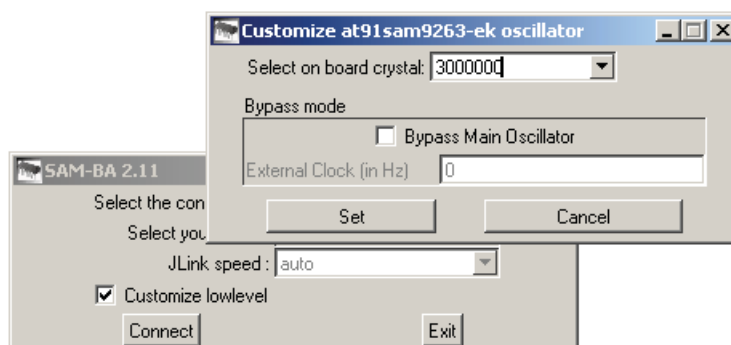 Customize at91sam9263-ek oscillator
Select on board crystal: 3000000
Bypass mode
Bypass Main Oscillator
External Clock (in Hz) 0
Set Cancel
SAM-BA 2.11
Select the con
Select you
JLink speed : auto
Customize lowlevel
Connect Exit